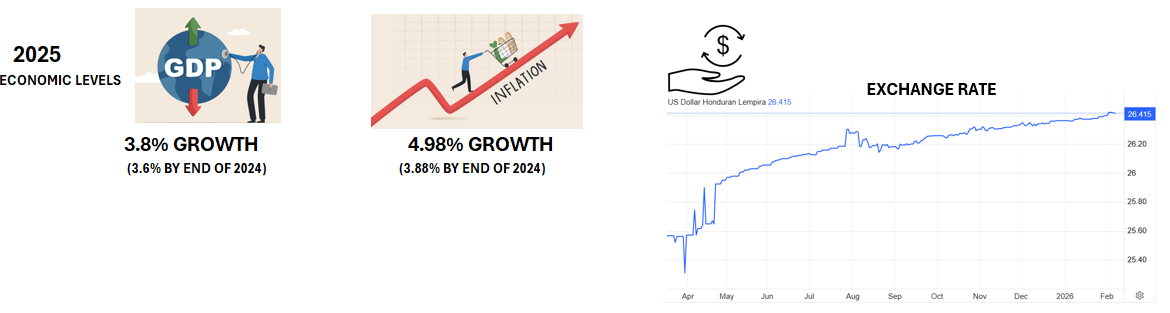 2025
ECONOMIC LEVELS
GDP
3.8% GROWTH
(3.6% BY END OF 2024)
INFLATION
4.98% GROWTH
(3.88% BY END OF 2024)
$
EXCHANGE RATE
US Dollar Honduran Lempira 26.415
26.415
26.20
26
25.80
25.60
25.40
Apr May Jun Jul Aug Sep Oct Nov Dec 2026 Feb